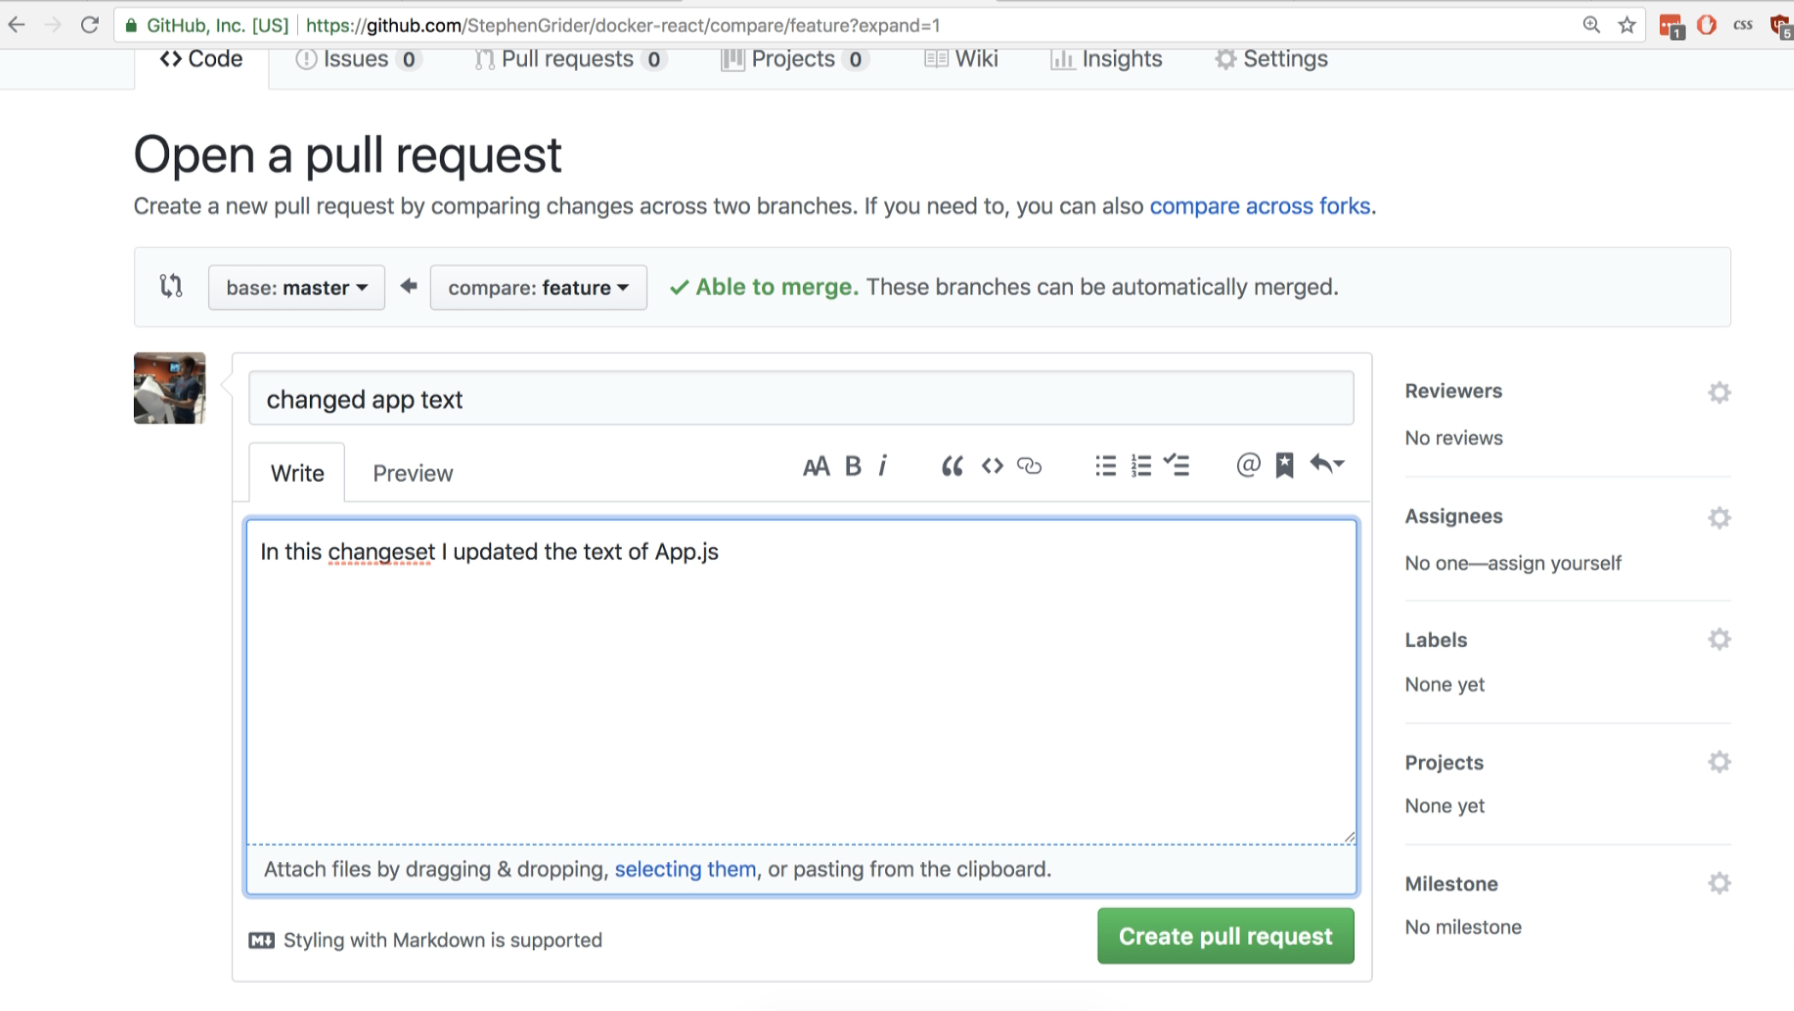 GitHub, Inc. [US] https://github.com/StephenGrider/docker-react/compare/feature?expand=1 1 css 5
<> Code Issues 0 Pull requests 0 Projects 0 Wiki Insights Settings
Open a pull request
Create a new pull request by comparing changes across two branches. If you need to, you can also compare across forks.
base: master compare: feature ✓ Able to merge. These branches can be automatically merged.
changed app text
Reviewers
No reviews
Write Preview AA B i “ <> @
In this changeset I updated the text of App.js
Assignees
No one—assign yourself
Labels
None yet
Projects
None yet
Attach files by dragging & dropping, selecting them, or pasting from the clipboard.
Milestone
No milestone
M↓ Styling with Markdown is supported
Create pull request